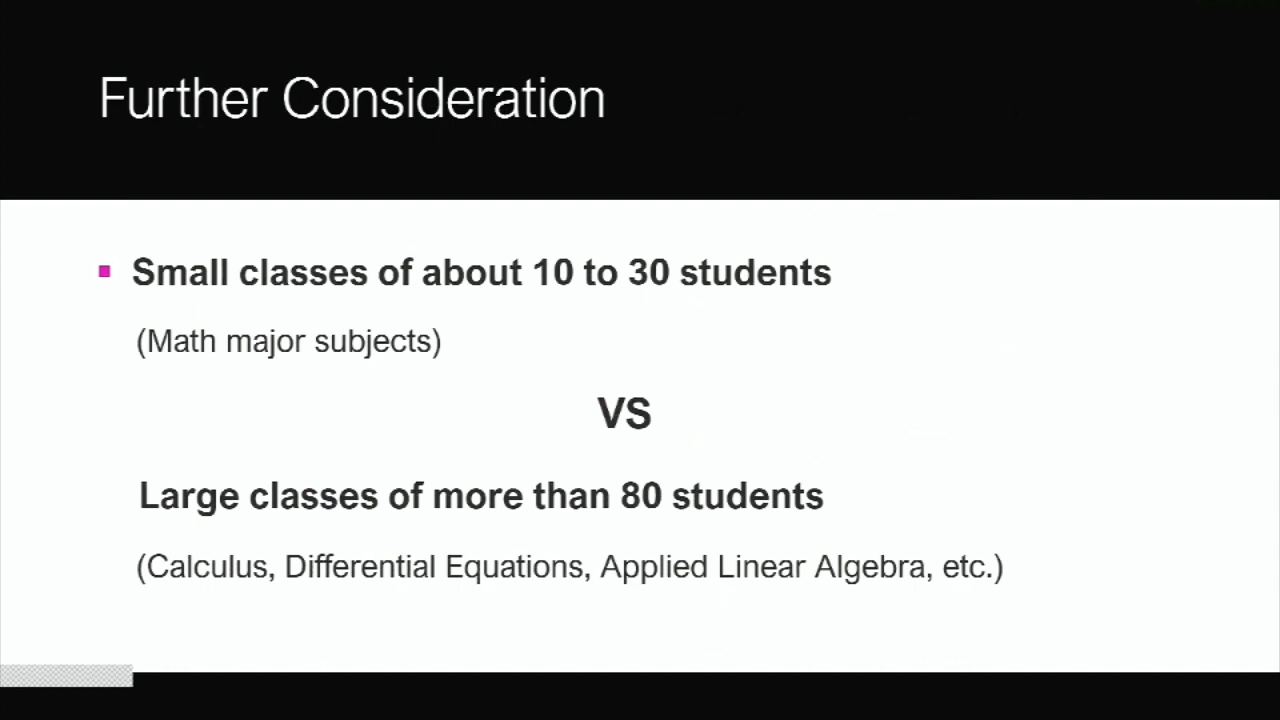 Further Consideration
Small classes of about 10 to 30 students
(Math major subjects)
VS
Large classes of more than 80 students
(Calculus, Differential Equations, Applied Linear Algebra, etc.)